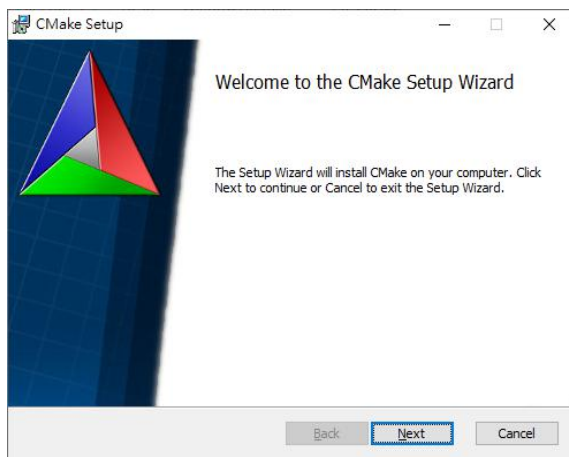 CMake Setup
Welcome to the CMake Setup Wizard
The Setup Wizard will install CMake on your computer. Click
Next to continue or Cancel to exit the Setup Wizard.
Back
Next
Cancel